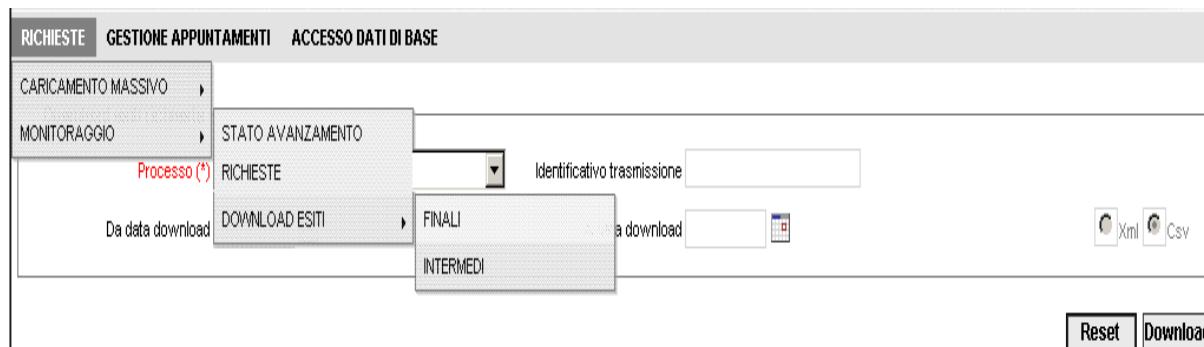 RICHIESTE GESTIONE APPUNTAMENTI ACCESSO DATI DI BASE
CARICAMENTO MASSIVO
MONITORAGGIO STATO AVANZAMENTO
Processo (*) RICHIESTE Identificativo trasmissione
Da data download DOWNLOAD ESITI FINALI a download Xml Csv
INTERMEDI
Reset Download